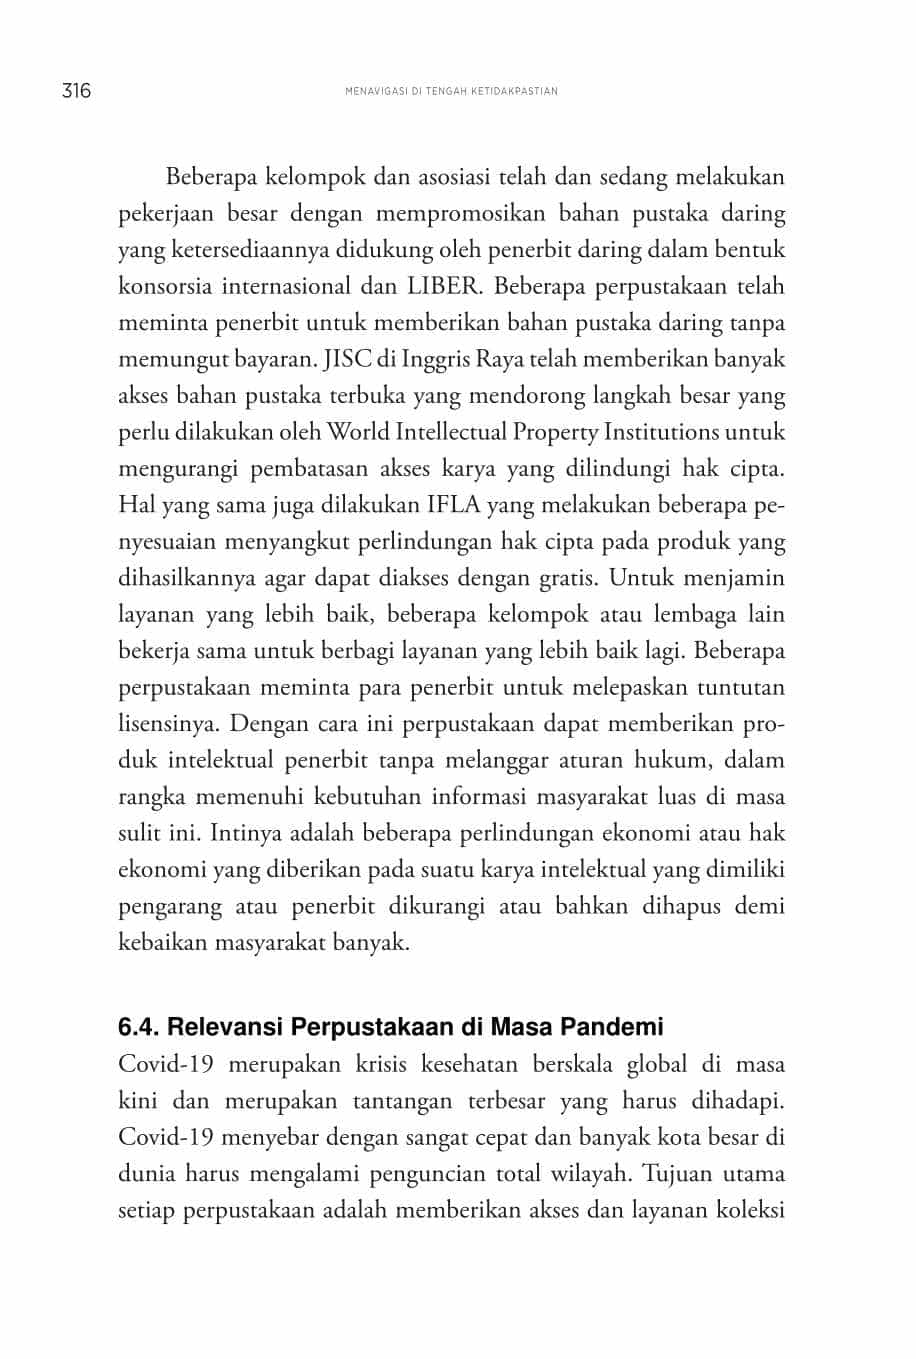 316
MENAVIGASI DI TENGAH KETIDAKPASTIAN
Beberapa kelompok dan asosiasi telah dan sedang melakukan
pekerjaan besar dengan mempromosikan bahan pustaka daring
yang ketersediaannya didukung oleh penerbit daring dalam bentuk
konsorsia internasional dan LIBER. Beberapa perpustakaan telah
meminta penerbit untuk memberikan bahan pustaka daring tanpa
memungut bayaran. JISC di Inggris Raya telah memberikan banyak
akses bahan pustaka terbuka yang mendorong langkah besar yang
perlu dilakukan oleh World Intellectual Property Institutions untuk
mengurangi pembatasan akses karya yang dilindungi hak cipta.
Hal yang sama juga dilakukan IFLA yang melakukan beberapa pe-
nyesuaian menyangkut perlindungan hak cipta pada produk yang
dihasilkannya agar dapat diakses dengan gratis. Untuk menjamin
layanan yang lebih baik, beberapa kelompok atau lembaga lain
bekerja sama untuk berbagi layanan yang lebih baik lagi. Beberapa
perpustakaan meminta para penerbit untuk melepaskan tuntutan
lisensinya. Dengan cara ini perpustakaan dapat memberikan pro-
duk intelektual penerbit tanpa melanggar aturan hukum, dalam
rangka memenuhi kebutuhan informasi masyarakat luas di masa
sulit ini. Intinya adalah beberapa perlindungan ekonomi atau hak
ekonomi yang diberikan pada suatu karya intelektual yang dimiliki
pengarang atau penerbit dikurangi atau bahkan dihapus demi
kebaikan masyarakat banyak.
6.4. Relevansi Perpustakaan di Masa Pandemi
Covid-19 merupakan krisis kesehatan berskala global di masa
kini dan merupakan tantangan terbesar yang harus dihadapi.
Covid-19 menyebar dengan sangat cepat dan banyak kota besar di
dunia harus mengalami penguncian total wilayah. Tujuan utama
setiap perpustakaan adalah memberikan akses dan layanan koleksi